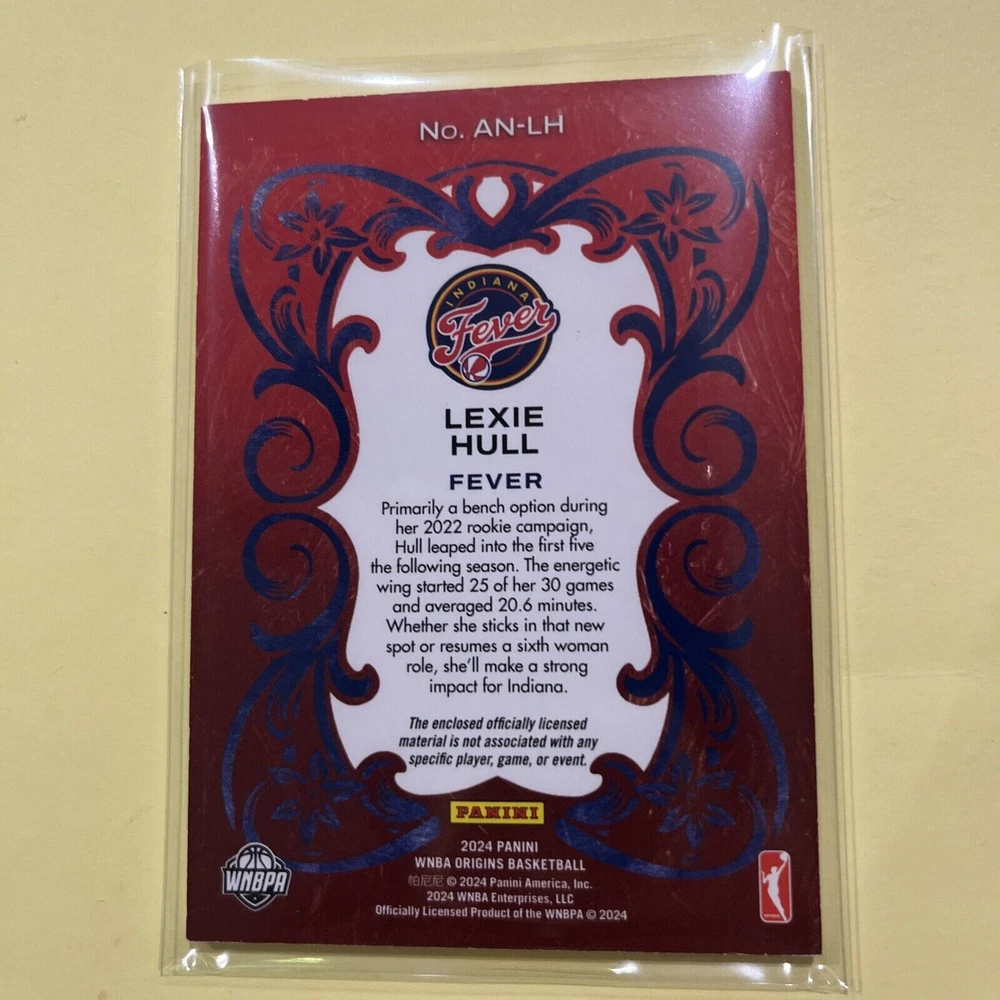 No. AN-LH
INDIANA
Fever
LEXIE
HULL
FEVER
Primarily a bench option during
her 2022 rookie campaign,
Hull leaped into the first five
the following season. The energetic
wing started 25 of her 30 games
and averaged 20.6 minutes.
Whether she sticks in that new
spot or resumes a sixth woman
role, she'll make a strong
impact for Indiana.
The enclosed officially licensed
material is not associated with any
specific player, game, or event.
PANINI
2024 PANINI
WNBA ORIGINS BASKETBALL
帕尼尼 © 2024 Panini America, Inc.
2024 WNBA Enterprises, LLC
Officially Licensed Product of the WNBPA © 2024
WNBPA